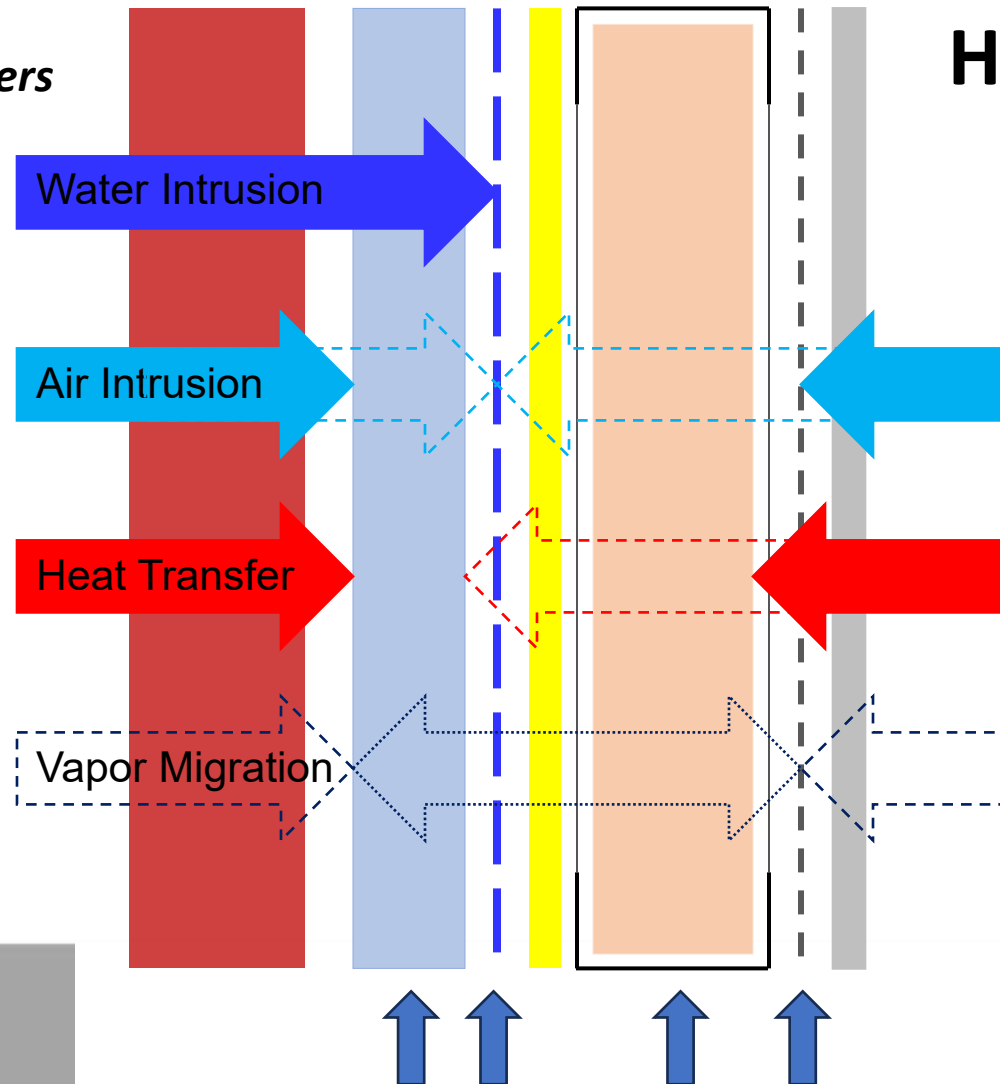 ers
H
Water Intrusion
Air Intrusion
Heat Transfer
Vapor Migration